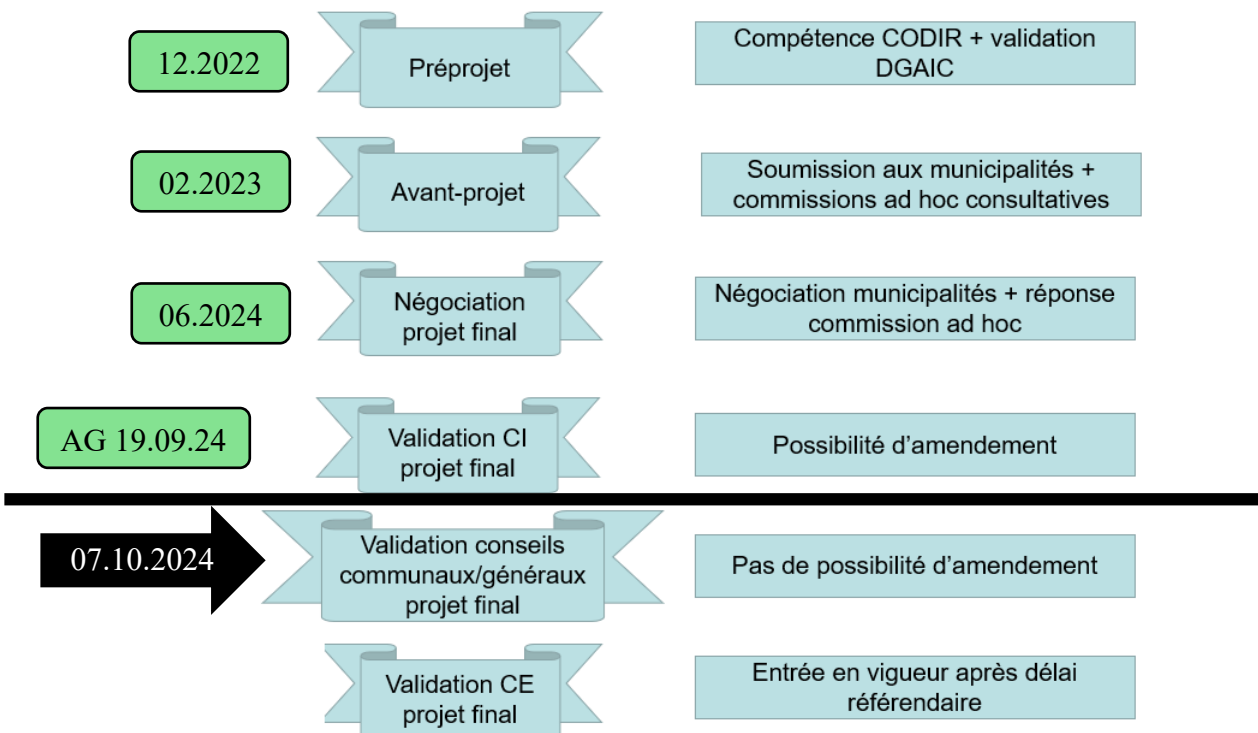 12.2022
Préprojet
Compétence CODIR + validation
DGAIC
02.2023
Avant-projet
Soumission aux municipalités +
commissions ad hoc consultatives
06.2024
Négociation
projet final
Négociation municipalités + réponse
commission ad hoc
AG 19.09.24
Validation CI
projet final
Possibilité d’amendement
07.10.2024
Validation conseils
communaux/généraux
projet final
Pas de possibilité d’amendement
Validation CE
projet final
Entrée en vigueur après délai
référendaire